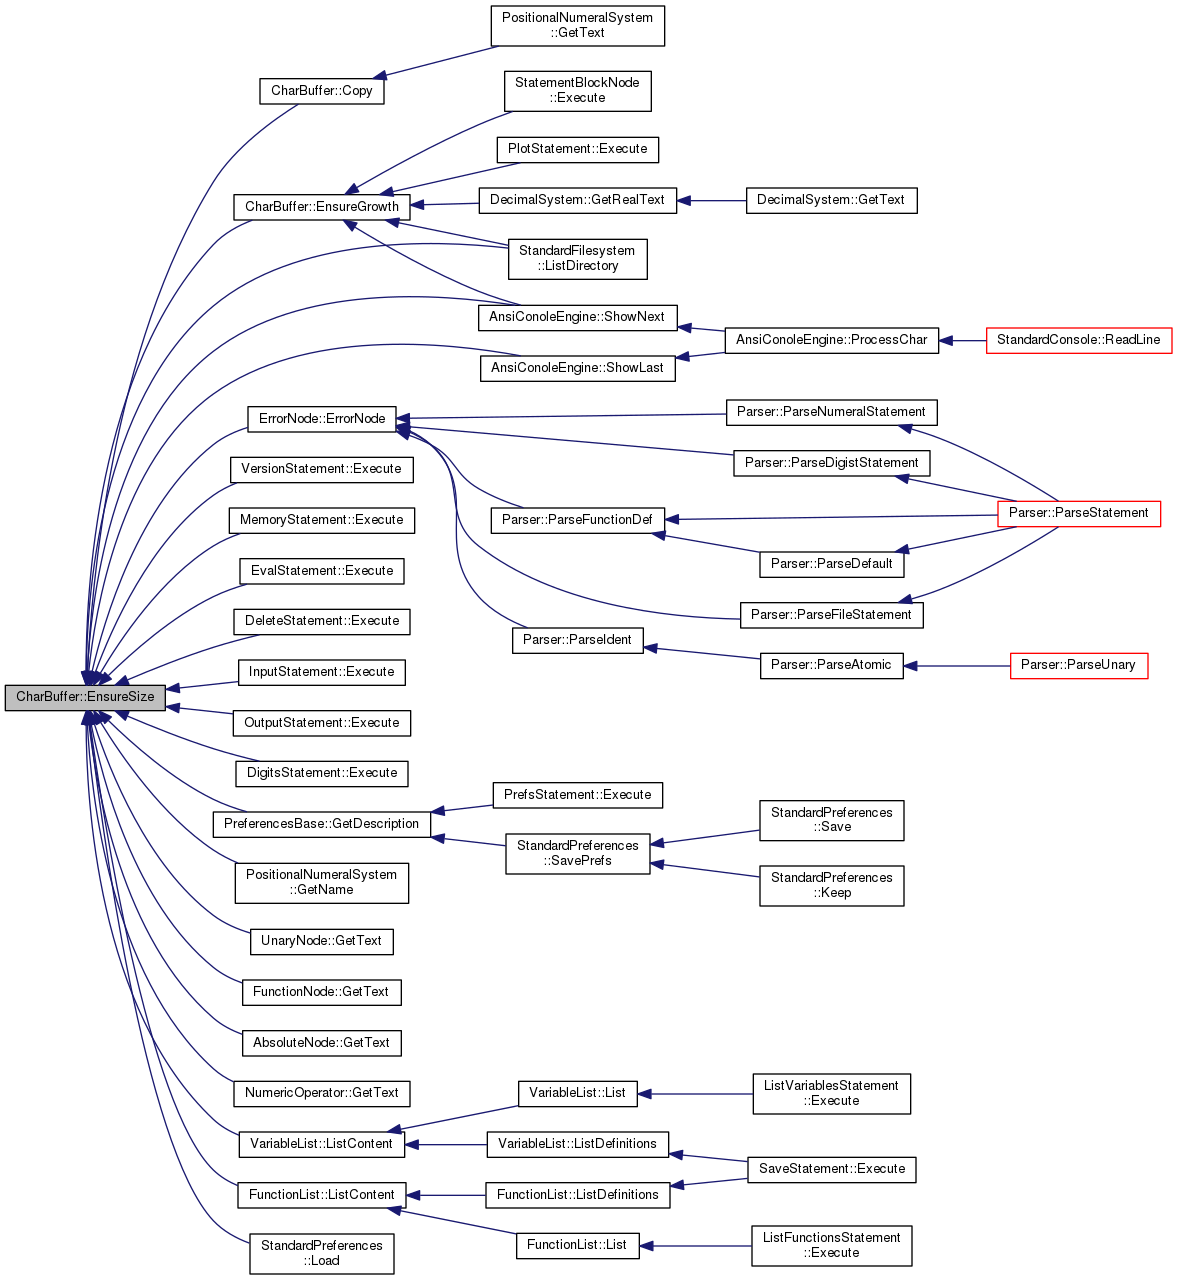 PositionalNumeralSystem
::GetText
CharBuffer::Copy
StatementBlockNode
::Execute
PlotStatement::Execute
CharBuffer::EnsureGrowth
DecimalSystem::GetRealText
DecimalSystem::GetText
StandardFilesystem
::ListDirectory
AnsiConoleEngine::ShowNext
AnsiConoleEngine::ProcessChar
StandardConsole::ReadLine
AnsiConoleEngine::ShowLast
ErrorNode::ErrorNode
Parser::ParseNumeralStatement
VersionStatement::Execute
Parser::ParseDigistStatement
MemoryStatement::Execute
Parser::ParseFunctionDef
Parser::ParseStatement
EvalStatement::Execute
Parser::ParseDefault
DeleteStatement::Execute
Parser::ParseFileStatement
Parser::ParseIdent
InputStatement::Execute
Parser::ParseAtomic
Parser::ParseUnary
CharBuffer::EnsureSize
OutputStatement::Execute
DigitsStatement::Execute
PrefsStatement::Execute
PreferencesBase::GetDescription
StandardPreferences
::Save
StandardPreferences
::SavePrefs
StandardPreferences
::Keep
PositionalNumeralSystem
::GetName
UnaryNode::GetText
FunctionNode::GetText
AbsoluteNode::GetText
NumericOperator::GetText
VariableList::List
ListVariablesStatement
::Execute
VariableList::ListContent
VariableList::ListDefinitions
SaveStatement::Execute
FunctionList::ListContent
FunctionList::ListDefinitions
FunctionList::List
ListFunctionsStatement
::Execute
StandardPreferences
::Load